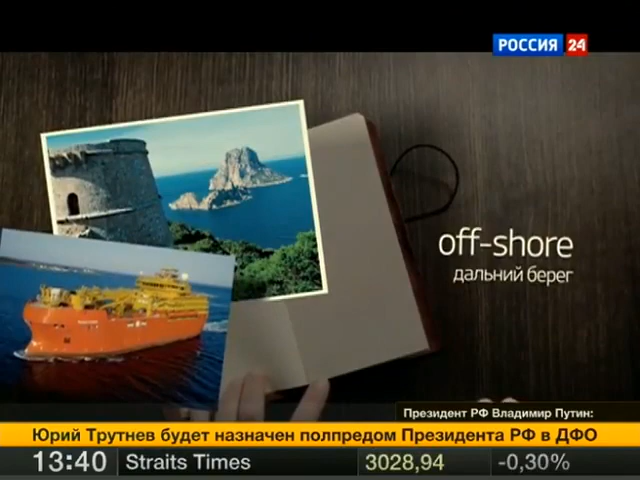 РОССИЯ 24
off-shore
дальний берег
Президент РФ Владимир Путин:
Юрий Трутнев будет назначен полпредом Президента РФ в ДФО
13:40 Straits Times 3028,94 -0,30%